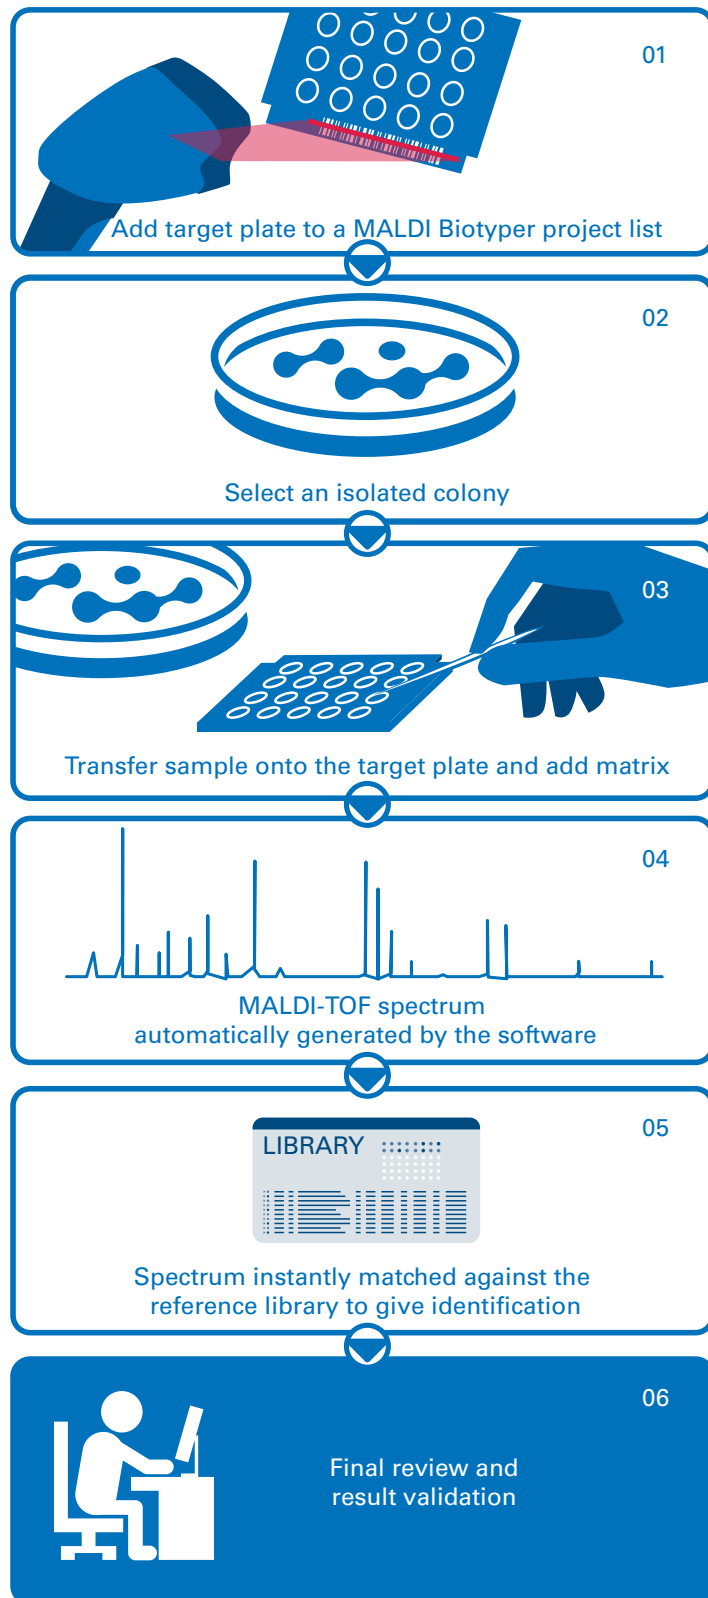 01
Add target plate to a MALDI Biotyper project list
02
Select an isolated colony
03
Transfer sample onto the target plate and add matrix
04
MALDI-TOF spectrum
automatically generated by the software
LIBRARY
05
Spectrum instantly matched against the
reference library to give identification
06
Final review and
result validation